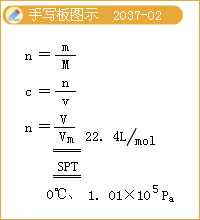 手写板图示 2037-02
n = m/M
c = n/v
n = V/Vm 22. 4L/mol
SPT
0℃、 1. 01×10⁵Pa